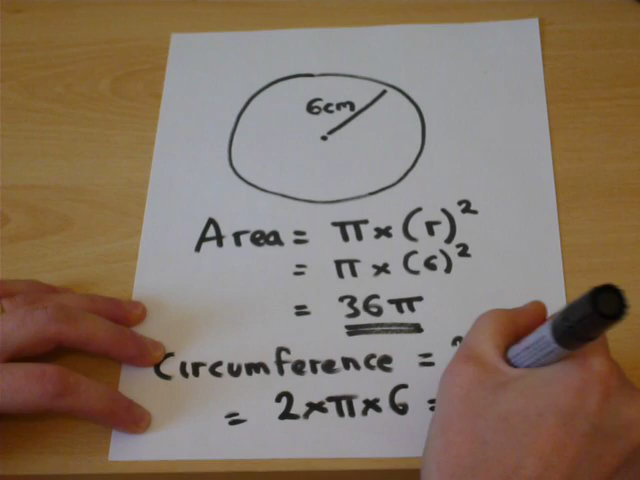 6cm
Area = π × (r)²
= π × (6)²
= 36π
Circumference =
= 2×π×6 =